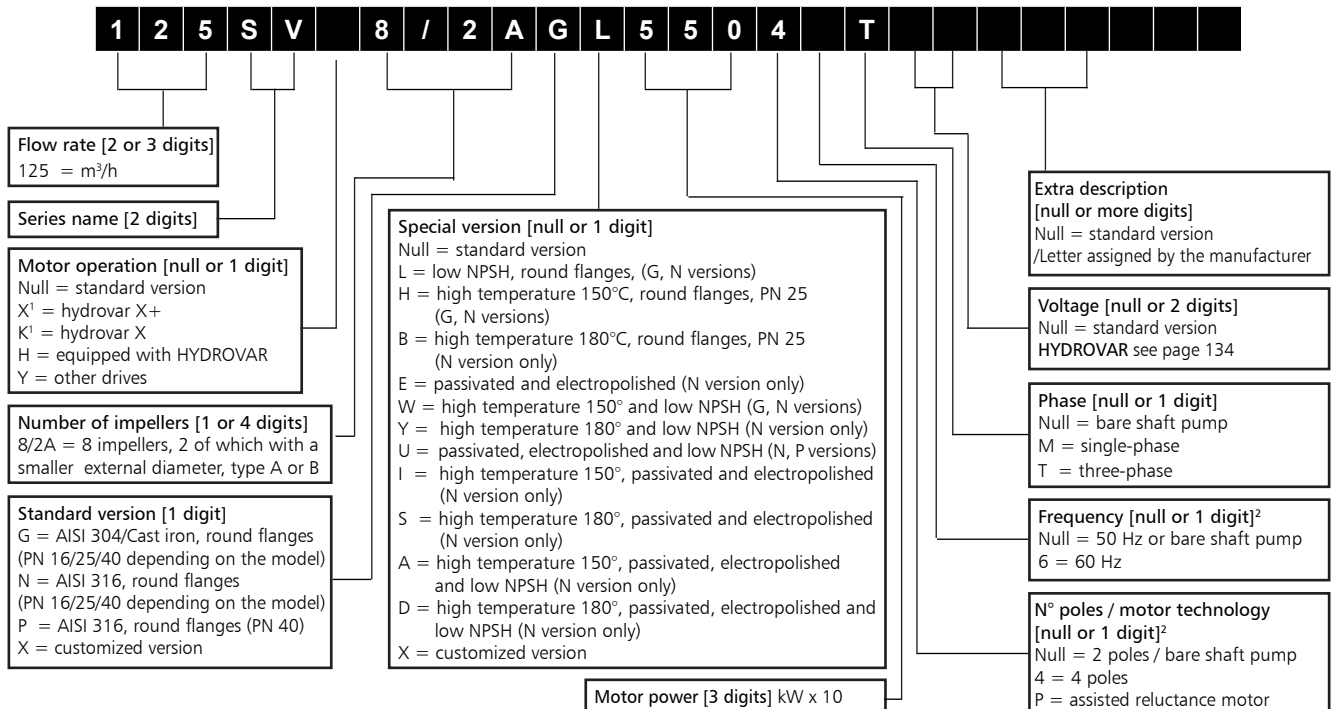 125SV 8/2AGL5504 T
Flow rate [2 or 3 digits]
125 = m³/h
Series name [2 digits]
Motor operation [null or 1 digit]
Null = standard version
X¹ = hydrovar X+
K¹ = hydrovar X
H = equipped with HYDROVAR
Y = other drives
Number of impellers [1 or 4 digits]
8/2A = 8 impellers, 2 of which with a
smaller external diameter, type A or B
Standard version [1 digit]
G = AISI 304/Cast iron, round flanges
(PN 16/25/40 depending on the model)
N = AISI 316, round flanges
(PN 16/25/40 depending on the model)
P = AISI 316, round flanges (PN 40)
X = customized version
Special version [null or 1 digit]
Null = standard version
L = low NPSH, round flanges, (G, N versions)
H = high temperature 150°C, round flanges, PN 25
(G, N versions)
B = high temperature 180°C, round flanges, PN 25
(N version only)
E = passivated and electropolished (N version only)
W = high temperature 150° and low NPSH (G, N versions)
Y = high temperature 180° and low NPSH (N version only)
U = passivated, electropolished and low NPSH (N, P versions)
I = high temperature 150°, passivated and electropolished
(N version only)
S = high temperature 180°, passivated and electropolished
(N version only)
A = high temperature 150°, passivated, electropolished
and low NPSH (N version only)
D = high temperature 180°, passivated, electropolished and
low NPSH (N version only)
X = customized version
Motor power [3 digits] kW x 10
Extra description
[null or more digits]
Null = standard version
/Letter assigned by the manufacturer
Voltage [null or 2 digits]
Null = standard version
HYDROVAR see page 134
Phase [null or 1 digit]
Null = bare shaft pump
M = single-phase
T = three-phase
Frequency [null or 1 digit]²
Null = 50 Hz or bare shaft pump
6 = 60 Hz
N° poles / motor technology
[null or 1 digit]²
Null = 2 poles / bare shaft pump
4 = 4 poles
P = assisted reluctance motor